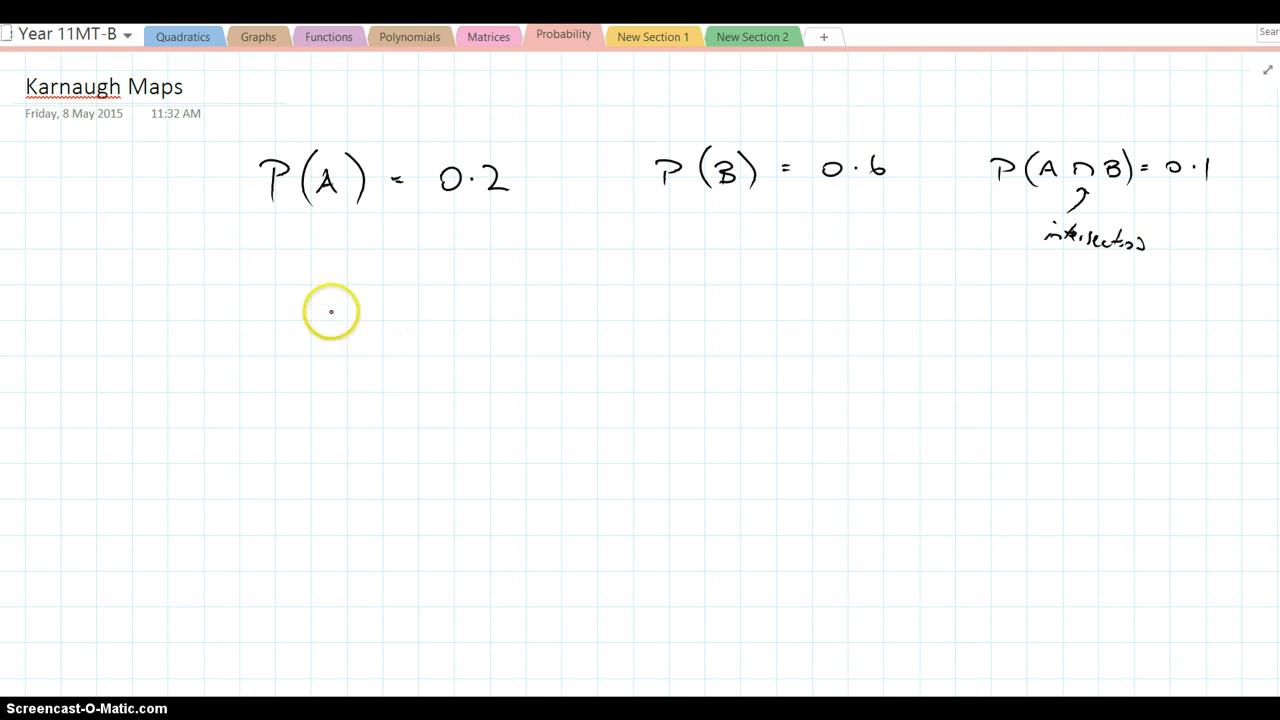 Year 11MT-B Quadratics Graphs Functions Polynomials Matrices Probability New Section 1 New Section 2 + Sear
Karnaugh Maps
Friday, 8 May 2015 11:32 AM
P(A) = 0.2 P(B) = 0.6 P(A ∩ B) = 0.1
intersection
Screencast-O-Matic.com